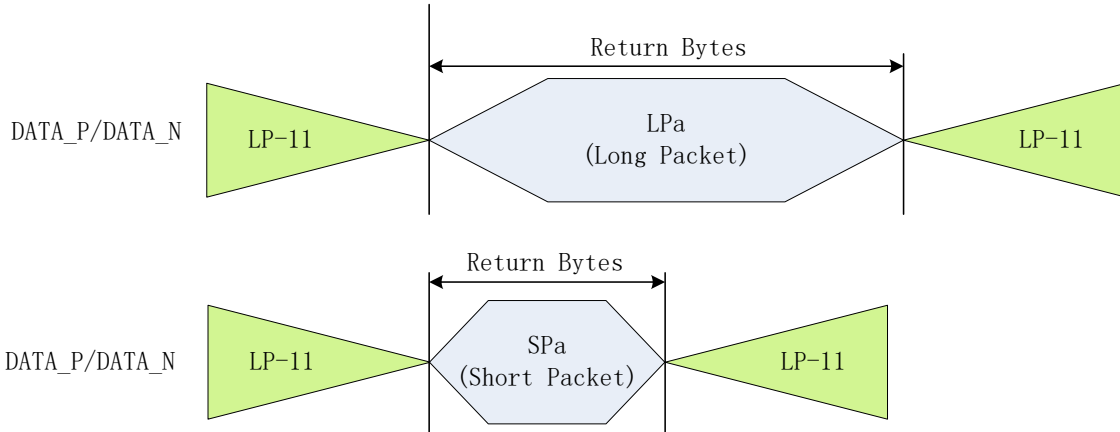 Return Bytes
DATA_P/DATA_N
LP-11
LPa
(Long Packet)
LP-11
Return Bytes
DATA_P/DATA_N
LP-11
SPa
(Short Packet)
LP-11